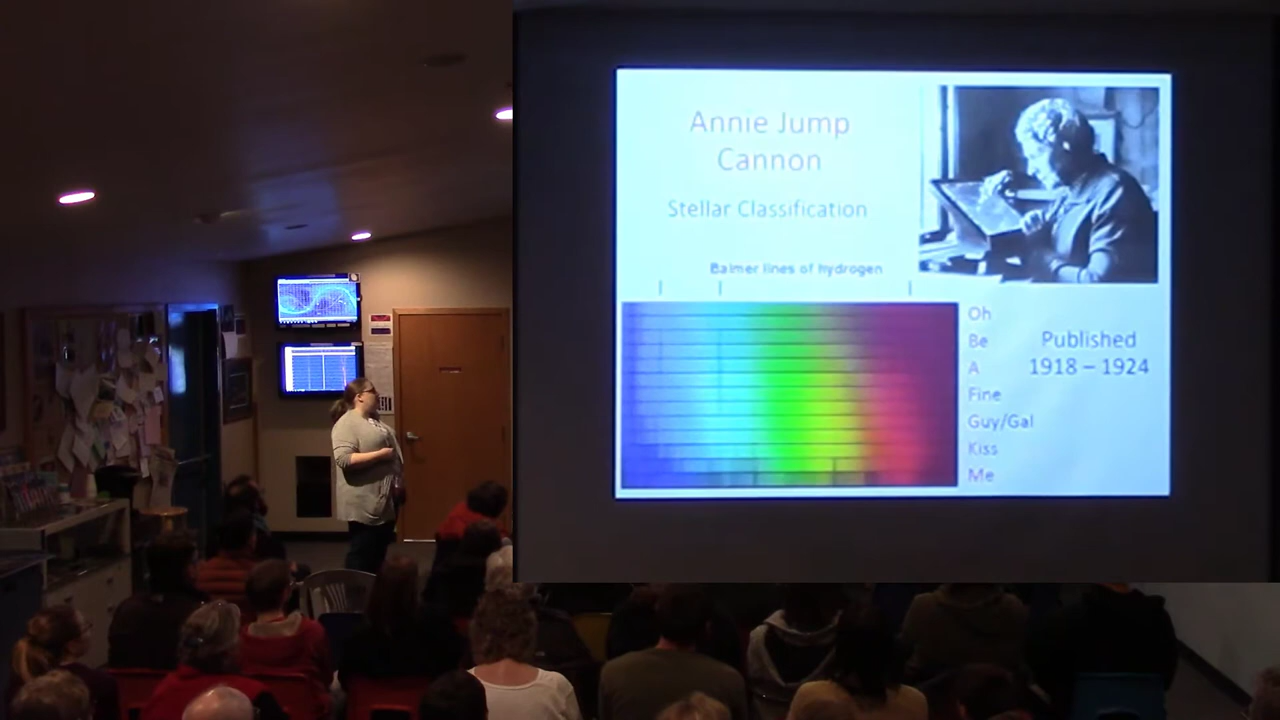 Annie Jump
Cannon
Stellar Classification
Balmer lines of hydrogen
Oh
Be
A
Fine
Guy/Gal
Kiss
Me
Published
1918 – 1924